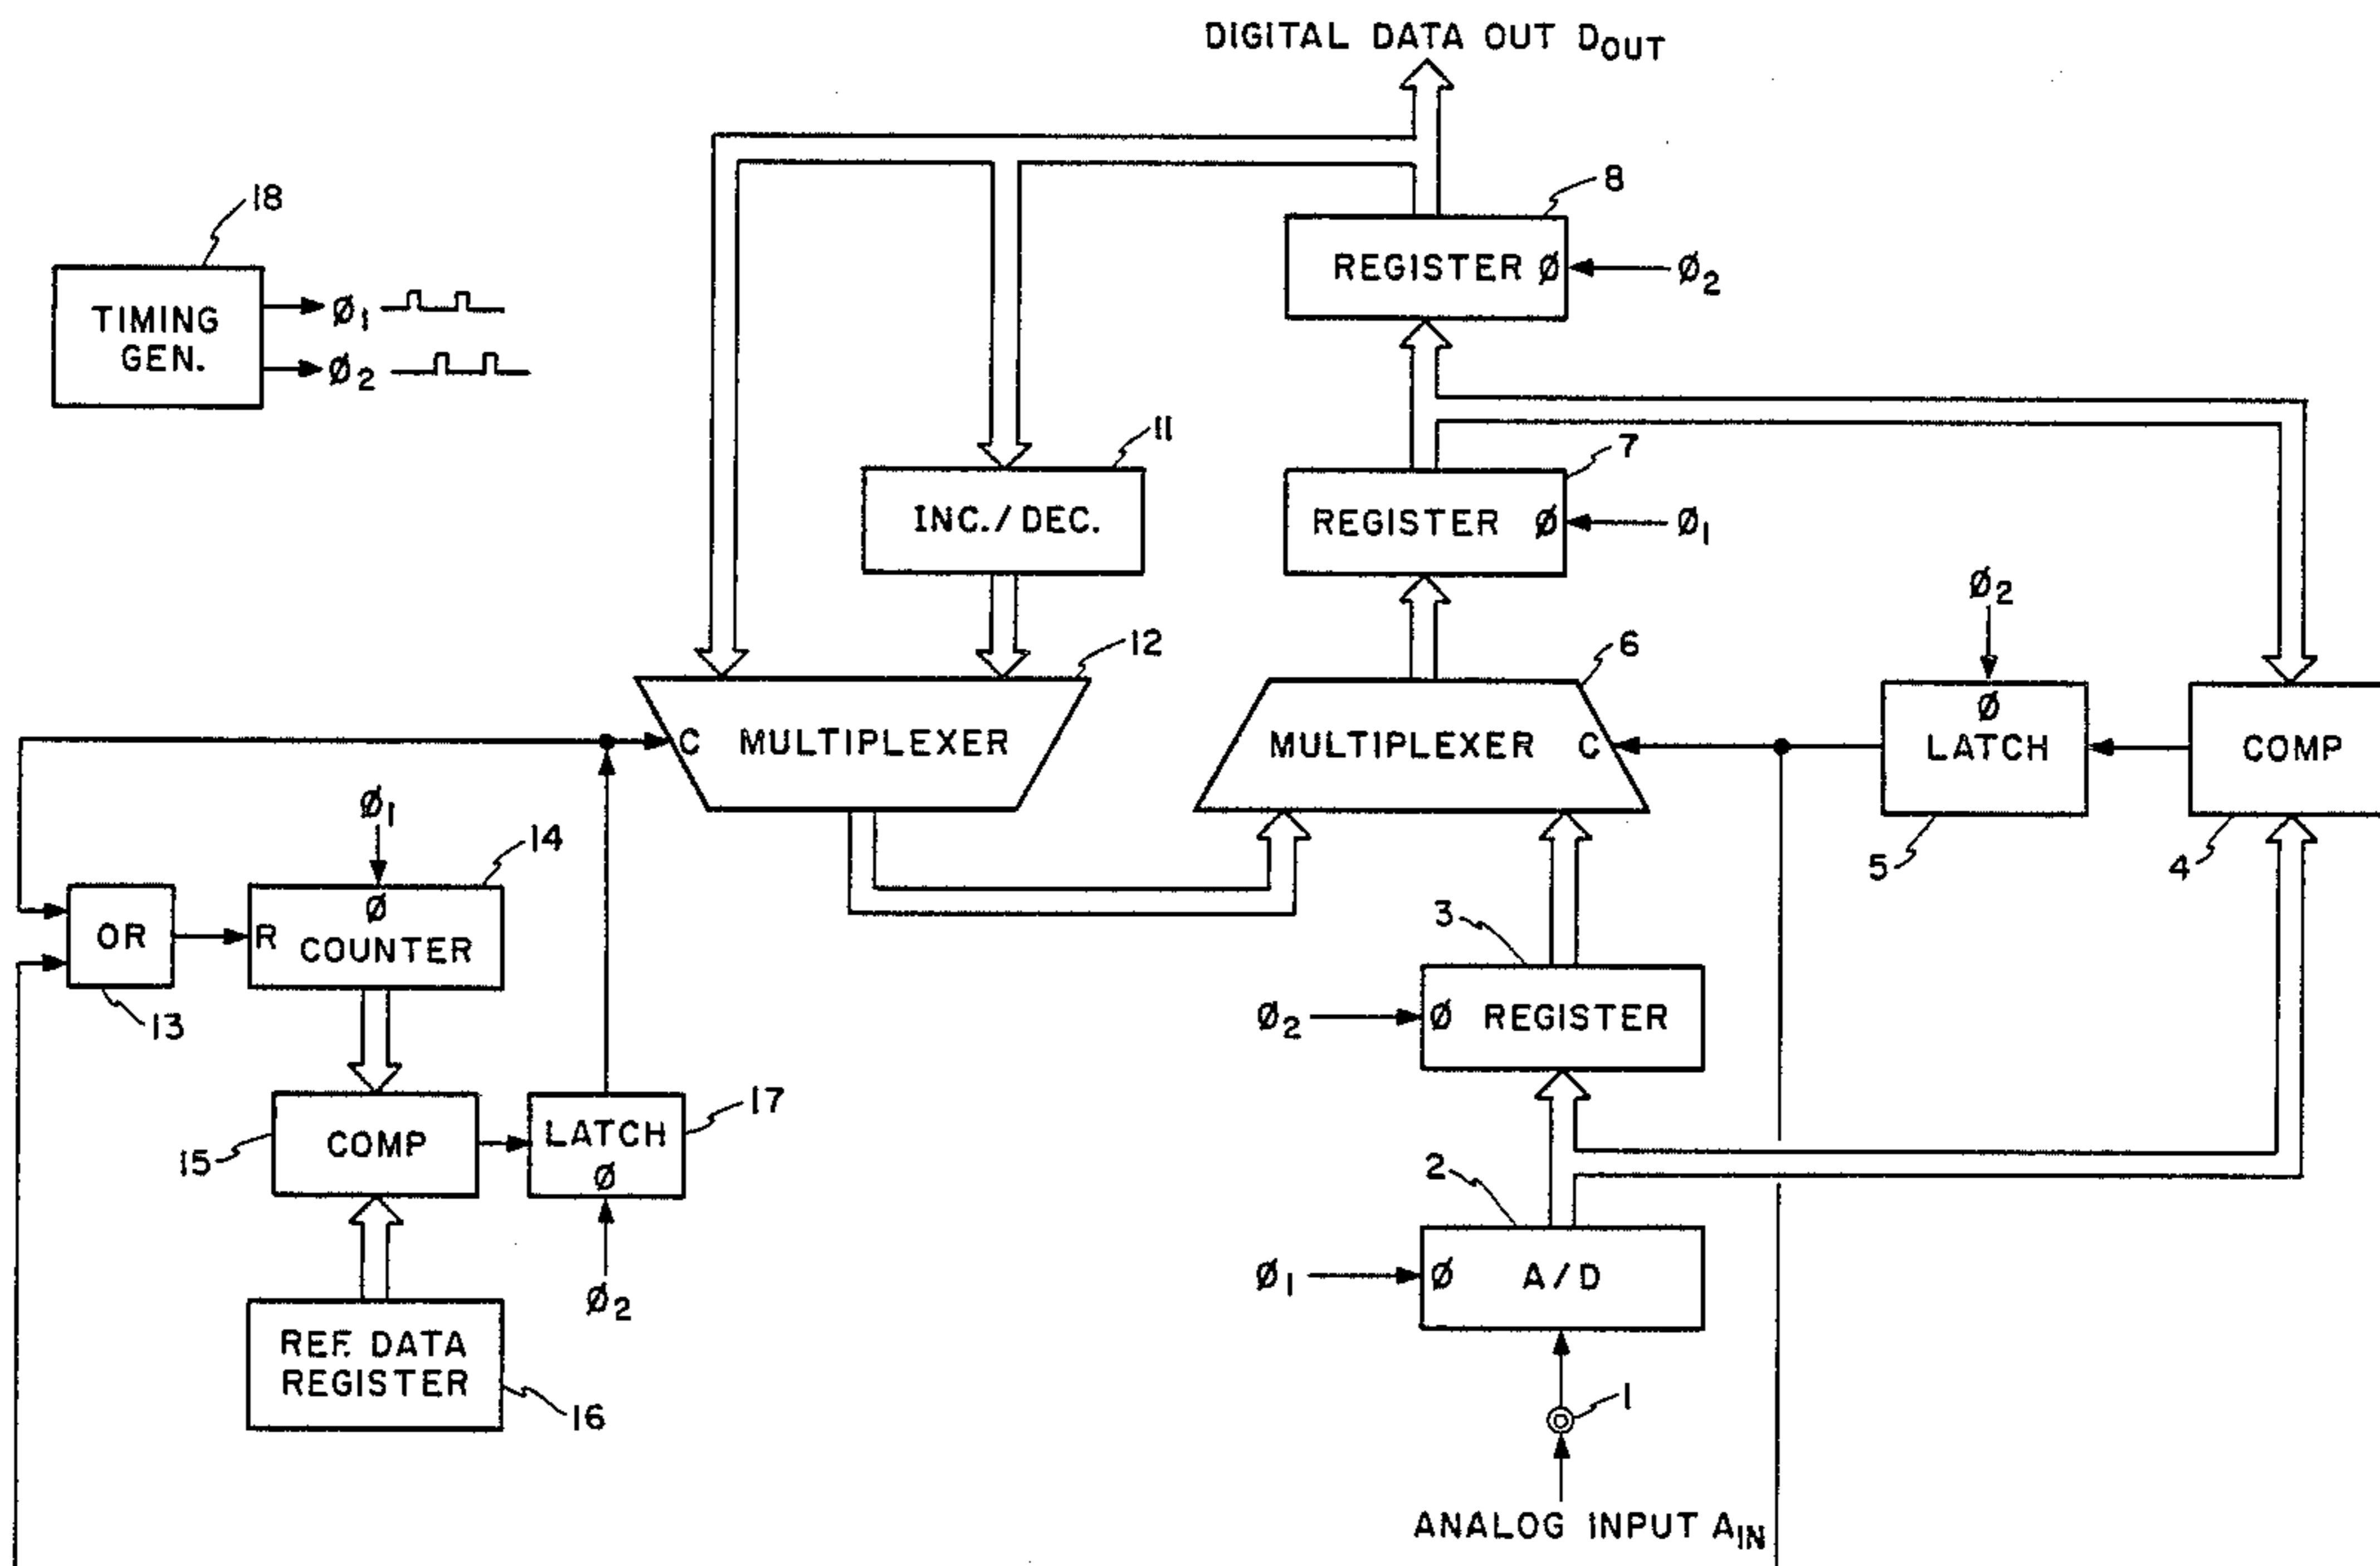 DIGITAL DATA OUT DOUT
18
TIMING
GEN.
Ø1
Ø2
8
REGISTER Ø
Ø2
11
INC./DEC.
7
REGISTER Ø
Ø1
12
C MULTIPLEXER
6
MULTIPLEXER C
Ø2
Ø
LATCH
5
COMP
4
Ø1
14
OR
13
Ø
R COUNTER
3
Ø2
Ø REGISTER
15
COMP
LATCH
Ø
17
Ø2
REF. DATA
REGISTER
16
2
Ø1
Ø A/D
1
ANALOG INPUT AIN